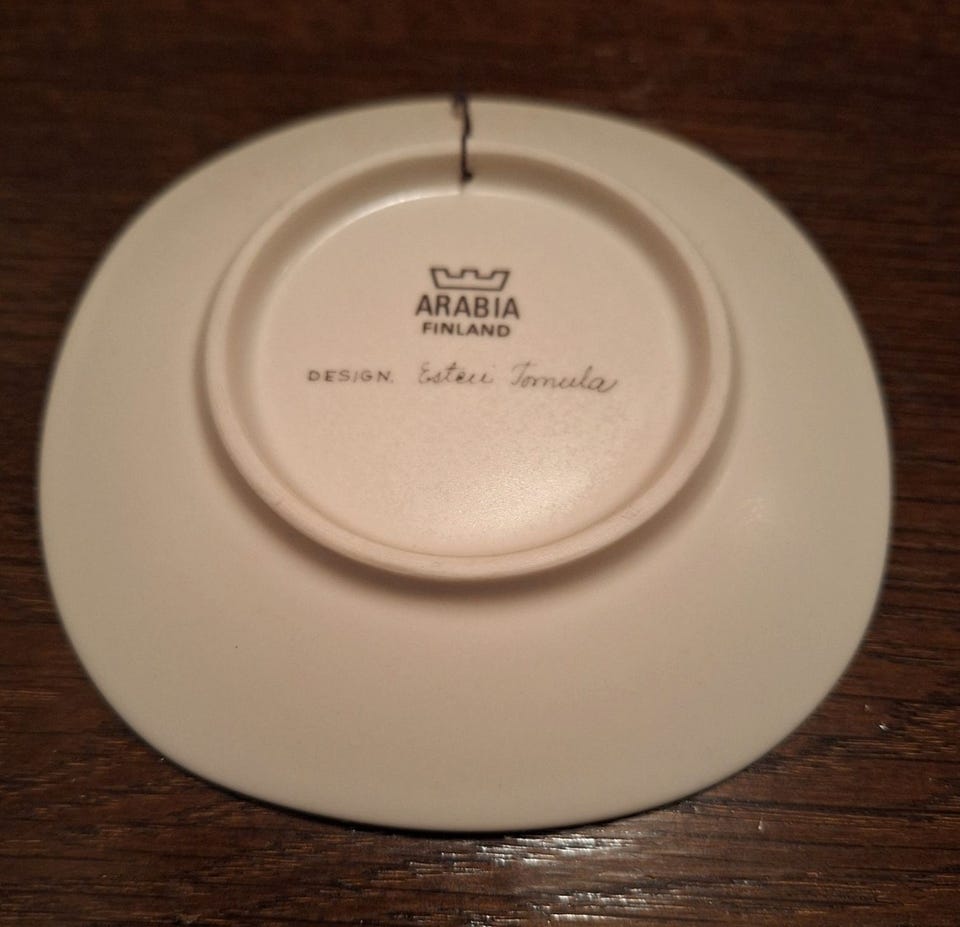 ARABIA
FINLAND
DESIGN. Esteri Tomula